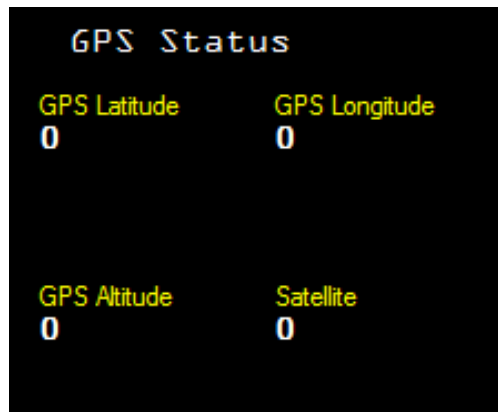 GPS Status
GPS Latitude GPS Longitude
0 0
GPS Altitude Satellite
0 0